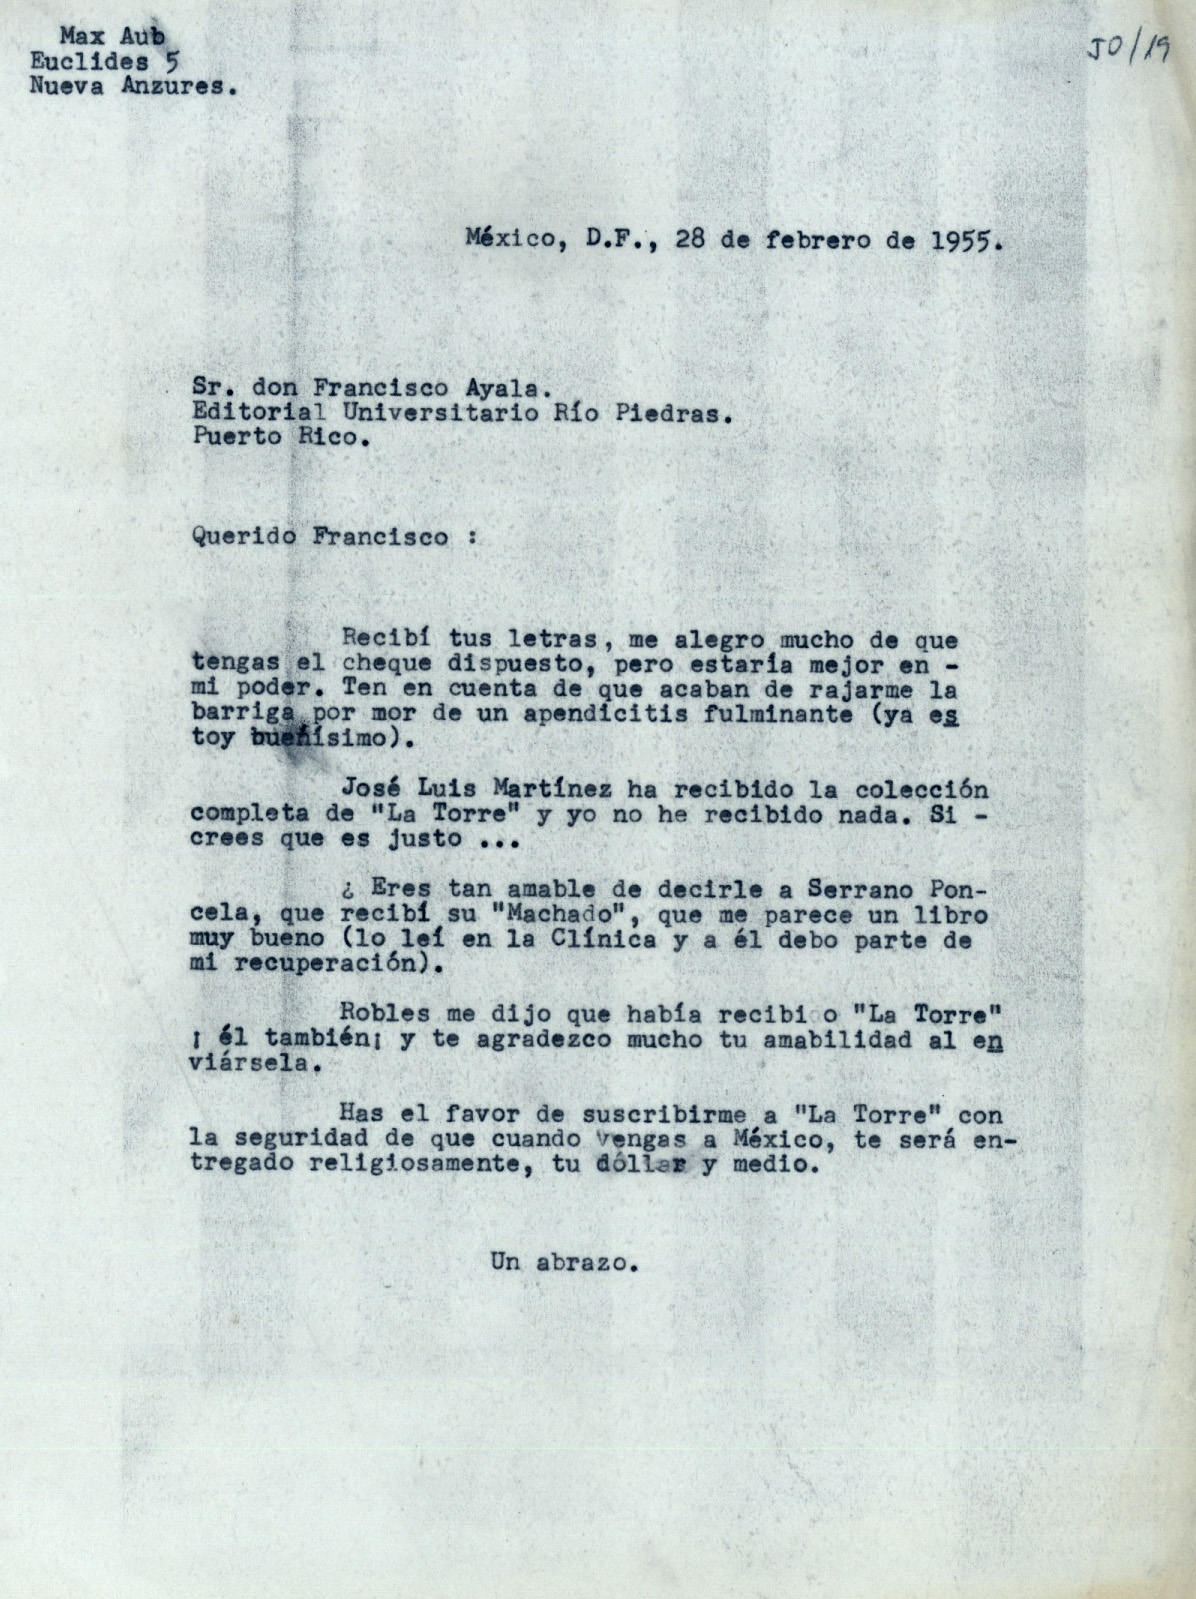 Max Aub
Euclides 5
Nueva Anzures.
JO/19
México, D.F., 28 de febrero de 1955.
Sr. don Francisco Ayala.
Editorial Universitario Río Piedras.
Puerto Rico.
Querido Francisco :
Recibí tus letras, me alegro mucho de que
tengas el cheque dispuesto, pero estaría mejor en -
mi poder. Ten en cuenta de que acaban de rajarme la
barriga por mor de un apendicitis fulminante (ya es
toy buenísimo).
José Luis Martínez ha recibido la colección
completa de "La Torre" y yo no he recibido nada. Si -
crees que es justo ...
¿ Eres tan amable de decirle a Serrano Pon-
cela, que recibí su "Machado", que me parece un libro
muy bueno (lo leí en la Clínica y a él debo parte de
mi recuperación).
Robles me dijo que había recibi o "La Torre"
¡ él también¡ y te agradezco mucho tu amabilidad al en
viársela.
Has el favor de suscribirme a "La Torre" con
la seguridad de que cuando vengas a México, te será en-
tregado religiosamente, tu dóllar y medio.
Un abrazo.